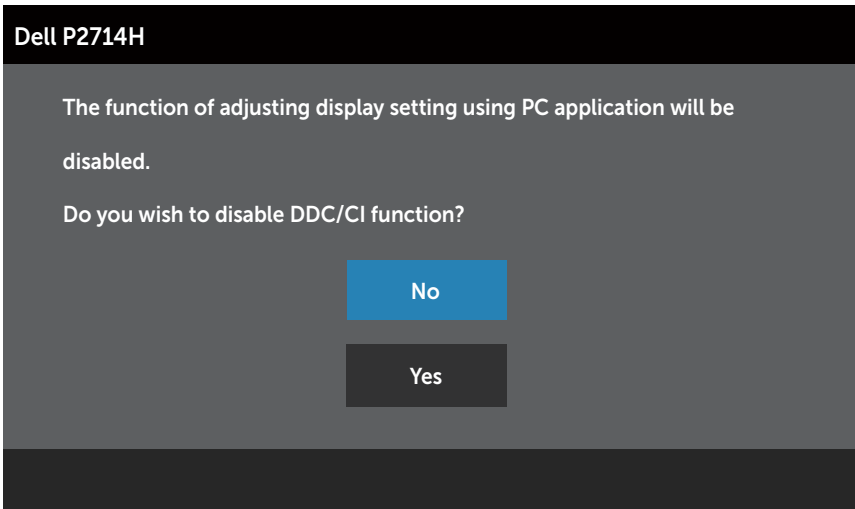 Dell P2714H
The function of adjusting display setting using PC application will be
disabled.
Do you wish to disable DDC/CI function?
No
Yes